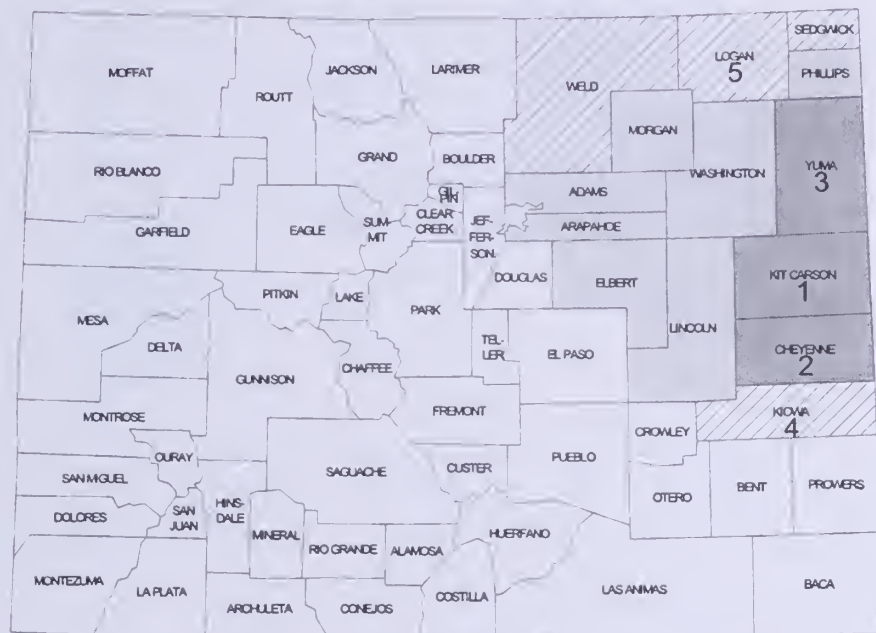 MOFFAT
ROUTT
JACKSON
LARIMER
WELD
LOGAN
5
SEDGWICK
PHILLIPS
MORGAN
RIO BLANCO
GRAND
BOULDER
WASHINGTON
YUMA
3
GARFIELD
EAGLE
SUM-
MIT
GIL-
PIN
CLEAR
CREEK
JEF-
FER-
SON
ADAMS
ARAPAHOE
DOUGLAS
ELBERT
KIT CARSON
1
MESA
PITKIN
LAKE
PARK
LINCOLN
CHEYENNE
2
DELTA
GUNNISON
CHAFFEE
TEL-
LER
EL PASO
MONTROSE
FREMONT
KIOWA
4
OURAY
SAGUACHE
CUSTER
PUEBLO
CROWLEY
SAN MIGUEL
OTERO
BENT
PROWERS
DOLORES
SAN
JUAN
HINS-
DALE
MINERAL
RIO GRANDE
ALAMOSA
HUERFANO
MONTEZUMA
LA PLATA
ARCHULETA
CONEJOS
COSTILLA
LAS ANIMAS
BACA